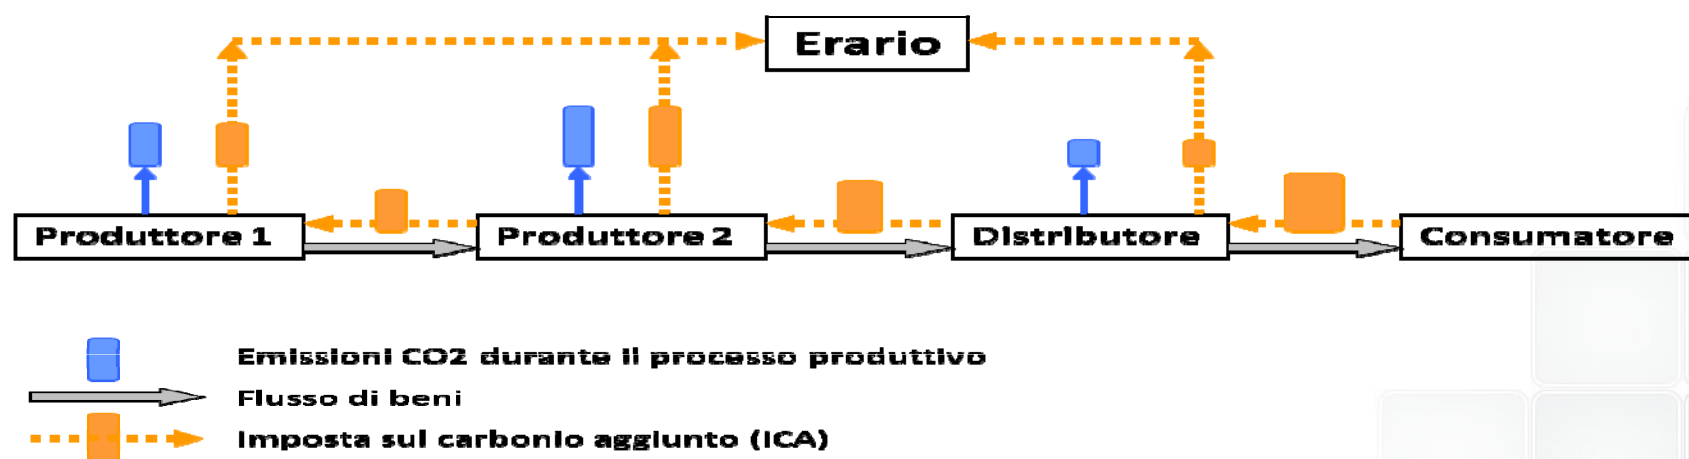 Erario
Produttore 1
Produttore 2
Distributore
Consumatore
Emissioni CO2 durante il processo produttivo
Flusso di beni
Imposta sul carbonio aggiunto (ICA)